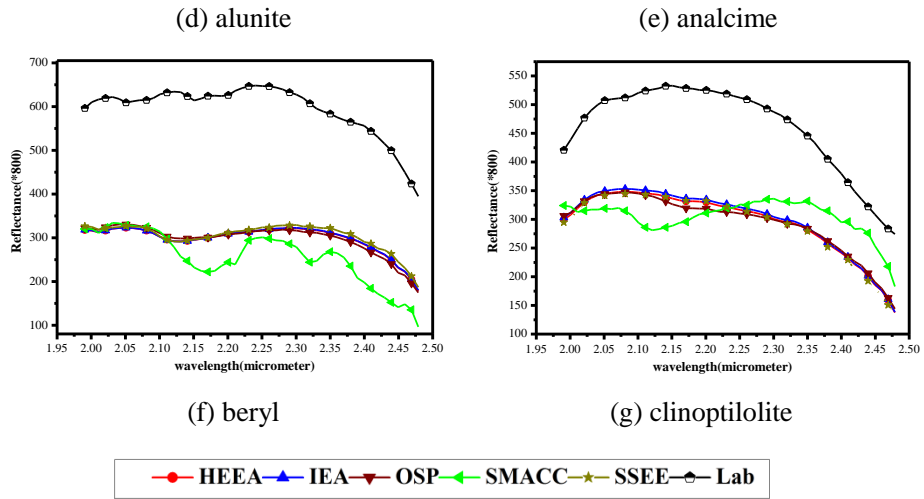 (d) alunite (e) analcime
Reflectance(*800)
700
600
500
400
300
200
100
1.95 2.00 2.05 2.10 2.15 2.20 2.25 2.30 2.35 2.40 2.45 2.50
wavelength(micrometer)
Reflectance(*800)
550
500
450
400
350
300
250
200
150
100
1.95 2.00 2.05 2.10 2.15 2.20 2.25 2.30 2.35 2.40 2.45 2.50
wavelength(micrometer)
(f) beryl (g) clinoptilolite
HEEA IEA OSP SMACC SSEE Lab